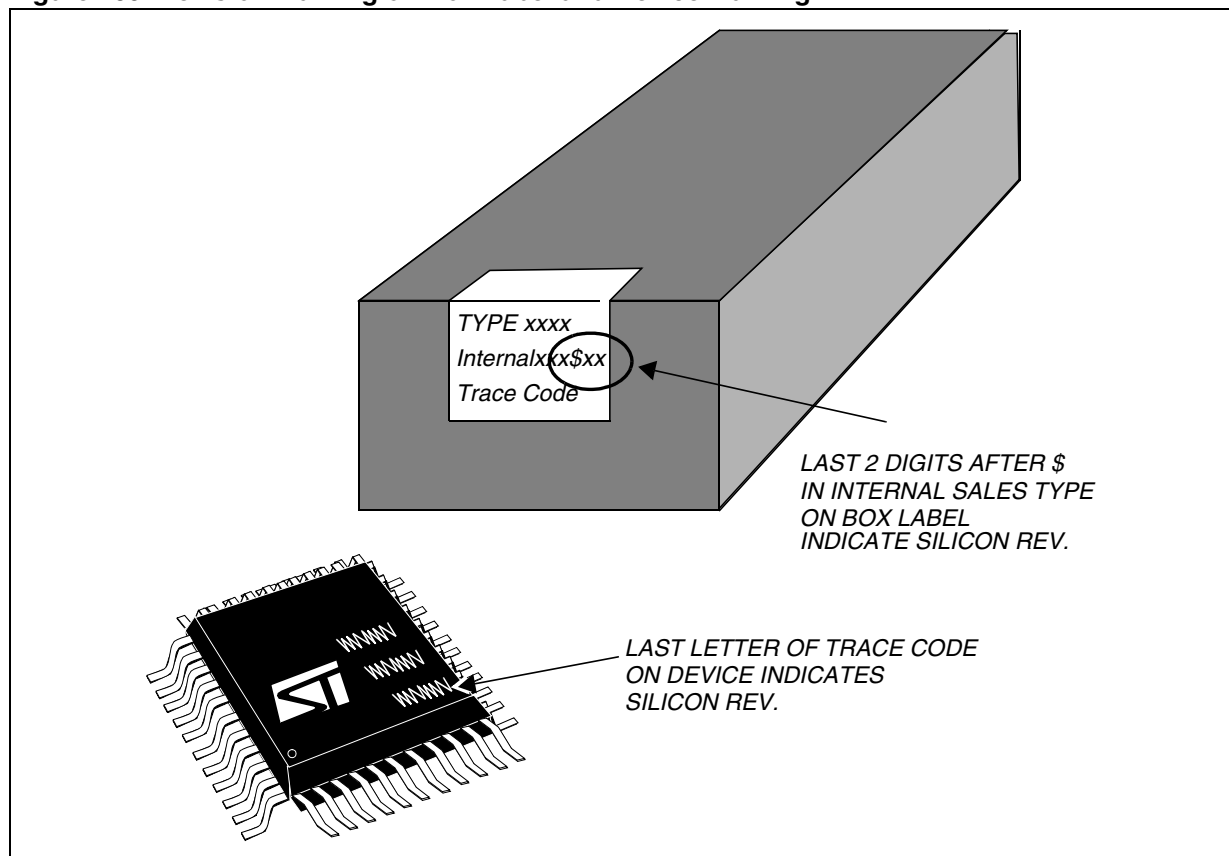 TYPE xxxx
Internalxxx$xx
Trace Code
LAST 2 DIGITS AFTER $
IN INTERNAL SALES TYPE
ON BOX LABEL
INDICATE SILICON REV.
LAST LETTER OF TRACE CODE
ON DEVICE INDICATES
SILICON REV.
ST